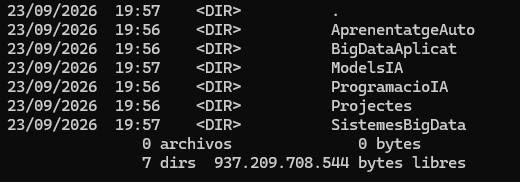 23/09/2026  19:57    <DIR>          .
23/09/2026  19:56    <DIR>          AprenentatgeAuto
23/09/2026  19:56    <DIR>          BigDataAplicat
23/09/2026  19:57    <DIR>          ModelsIA
23/09/2026  19:56    <DIR>          ProgramacioIA
23/09/2026  19:56    <DIR>          Projectes
23/09/2026  19:57    <DIR>          SistemesBigData
               0 archivos              0 bytes
               7 dirs  937.209.708.544 bytes libres